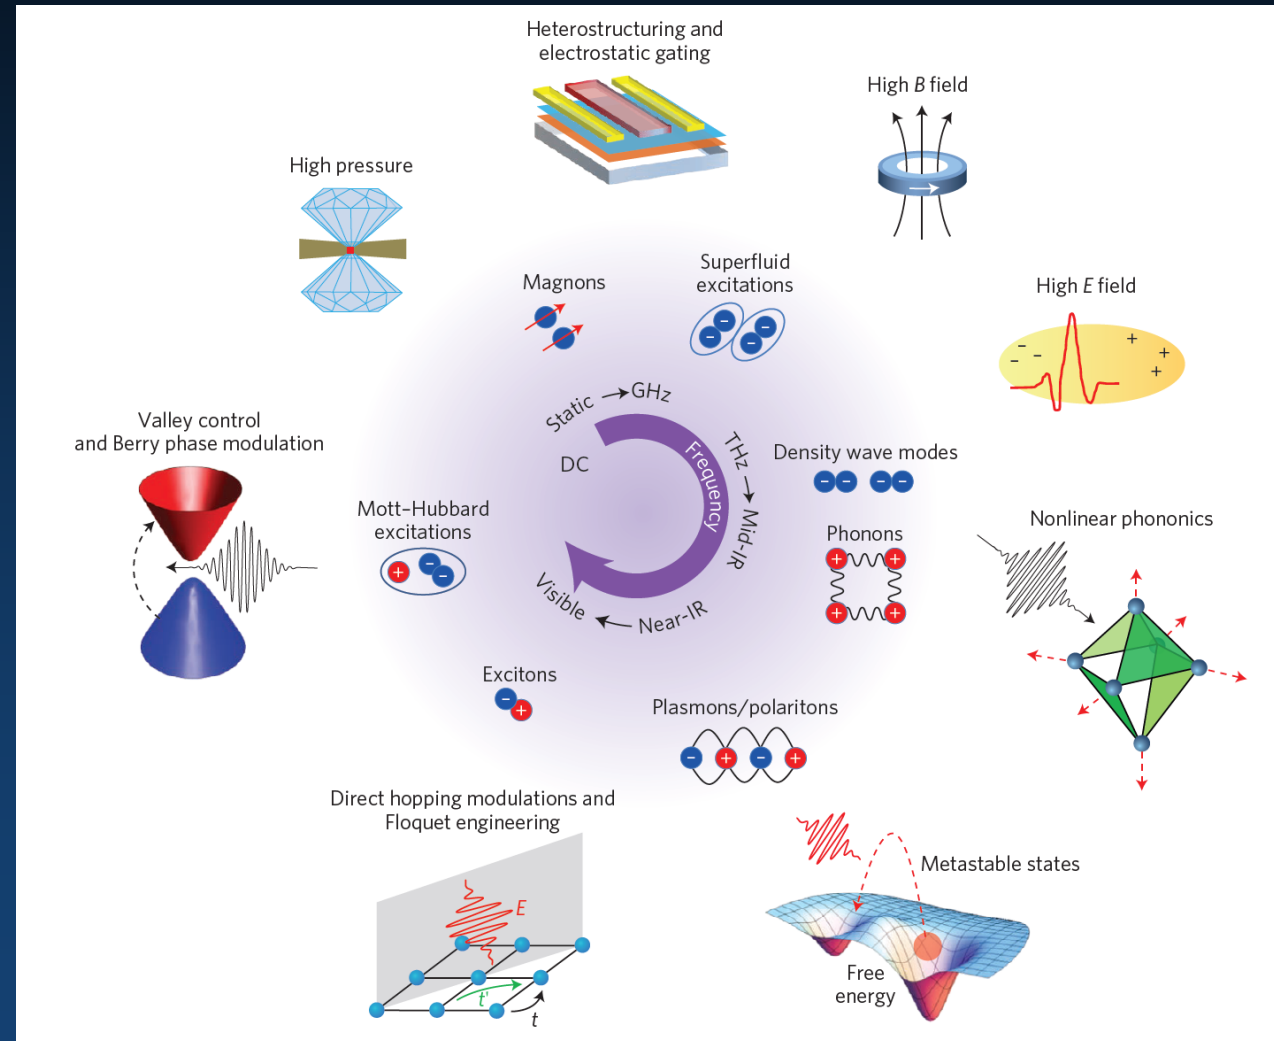 Heterostructuring and
electrostatic gating
High B field
High pressure
Superfluid
excitations
Magnons
High E field
− − −
+ + +
Static → GHz
THz → Mid-IR
Near-IR → Visible
Frequency
DC
Valley control
and Berry phase modulation
Density wave modes
− − − −
Mott–Hubbard
excitations
+ − −
Phonons
+ +
+ +
Nonlinear phononics
Excitons
− +
Plasmons/polaritons
− + − +
Direct hopping modulations and
Floquet engineering
E
t'
t
Metastable states
Free
energy